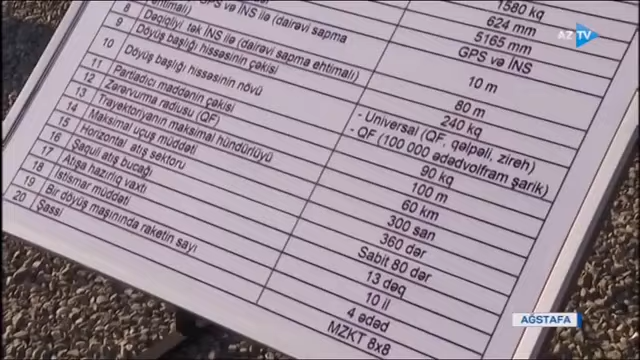 1580 kq
624 mm
8 GPS və İNS ilə (dairəvi sapma ehtimalı) 5165 mm
9 Dəqiqliyi tək İNS ilə (dairəvi sapma ehtimalı) GPS və İNS
Döyüş başlığı hissəsinin çəkisi 10 m
10 Döyüş başlığı hissəsinin növü 80 m
240 kq
- Universal (QF, qəlpəli, zireh)
- QF (100 000 ədədvolfram şarik)
11 Partladıcı maddənin çəkisi 90 kq
12 Zərərvurma radiusu (QF) 100 m
13 Trayektoriyanın maksimal hündürlüyü 60 km
14 Maksimal uçuş müddəti 300 san
15 Horizontal atış sektoru 360 dər
16 Şaquli atış bucağı Sabit 80 dər
17 Atışa hazırlıq vaxtı 13 dəq
18 İstismar müddəti 10 il
19 Bir döyüş maşınında raketin sayı 4 ədəd
20 Şassi MZKT 8x8
AZTV
AĞSTAFA